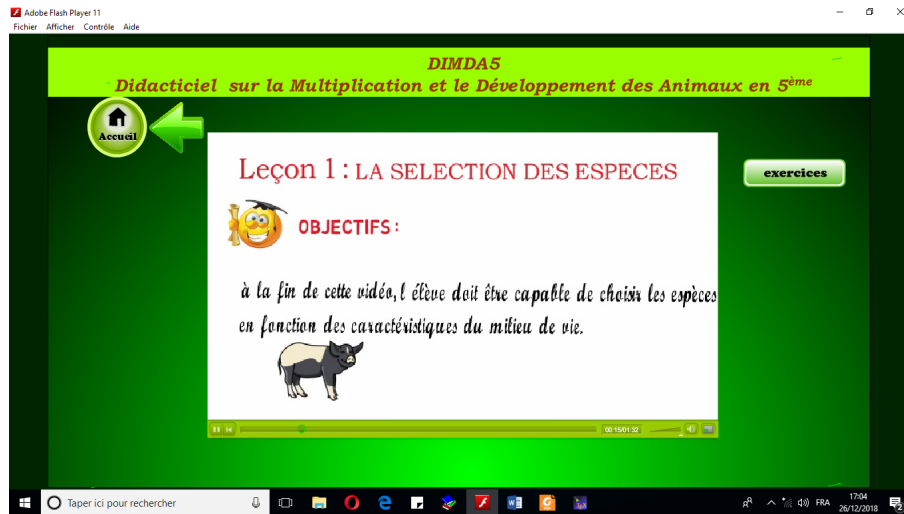 Adobe Flash Player 11
Fichier Afficher Contrôle Aide
DIMDA5
Didacticiel sur la Multiplication et le Développement des Animaux en 5ème
Accueil
Leçon 1 : LA SELECTION DES ESPECES
exercices
OBJECTIFS :
à la fin de cette vidéo, l élève doit être capable de choisir les espèces
en fonction des caractéristiques du milieu de vie.
00:15/01:32
Taper ici pour rechercher
FRA
17:04
26/12/2018